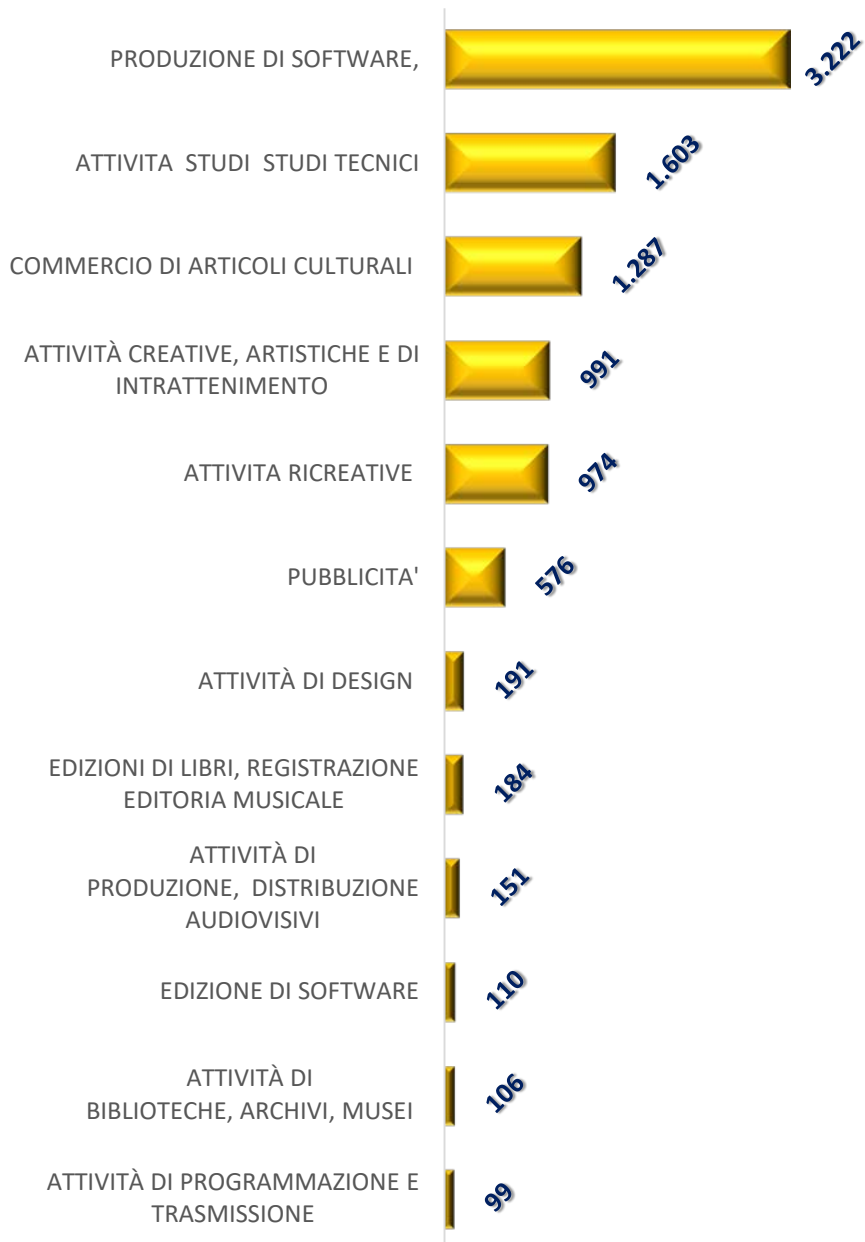 PRODUZIONE DI SOFTWARE,
3.222
ATTIVITA STUDI STUDI TECNICI
1.603
COMMERCIO DI ARTICOLI CULTURALI
1.287
ATTIVITÀ CREATIVE, ARTISTICHE E DI
INTRATTENIMENTO
991
ATTIVITA RICREATIVE
974
PUBBLICITA'
576
ATTIVITÀ DI DESIGN
191
EDIZIONI DI LIBRI, REGISTRAZIONE
EDITORIA MUSICALE
184
ATTIVITÀ DI
PRODUZIONE, DISTRIBUZIONE
AUDIOVISIVI
151
EDIZIONE DI SOFTWARE
110
ATTIVITÀ DI
BIBLIOTECHE, ARCHIVI, MUSEI
106
ATTIVITÀ DI PROGRAMMAZIONE E
TRASMISSIONE
99